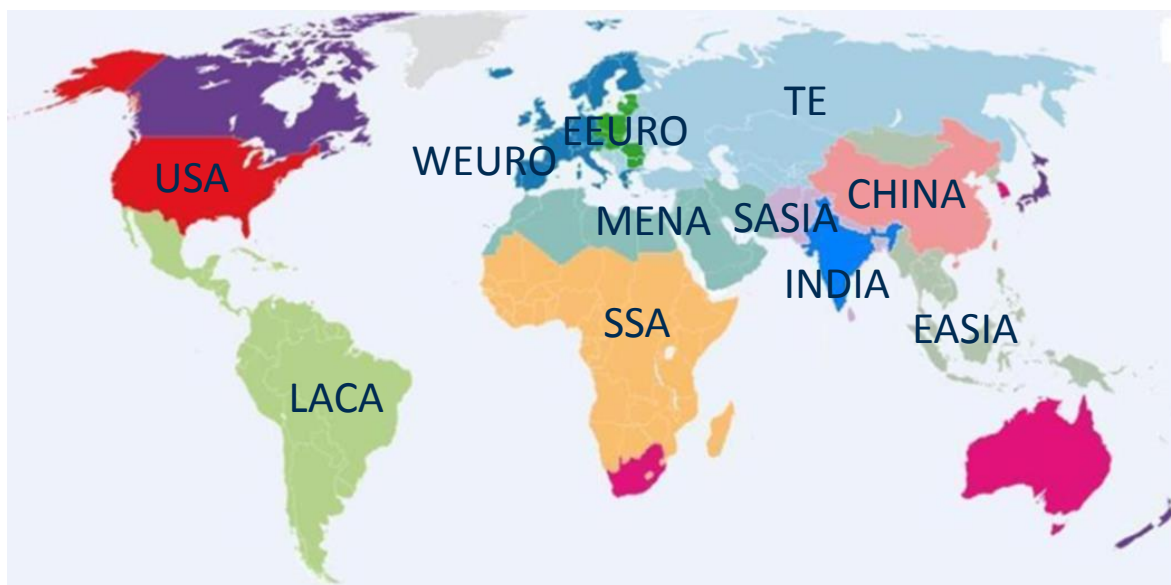 TE
EEURO
WEURO
USA
CHINA
MENA
SASIA
INDIA
SSA
EASIA
LACA